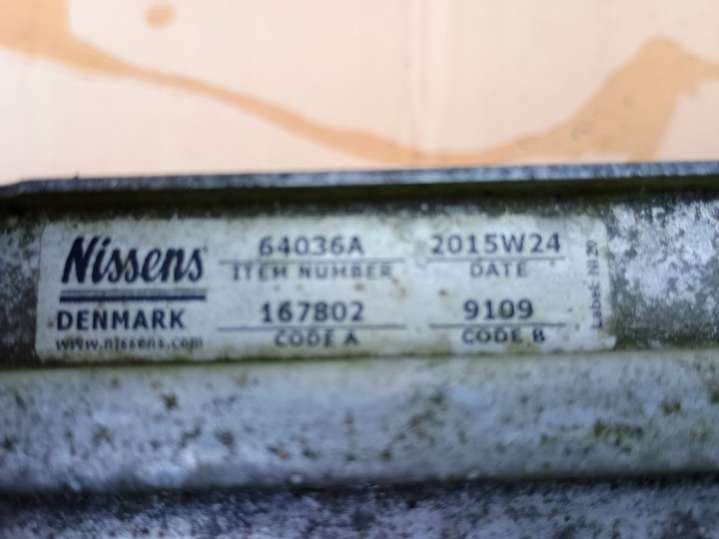 Nissens
DENMARK
www.nissens.com
64036A
ITEM NUMBER
167802
CODE A
2015W24
DATE
9109
CODE B